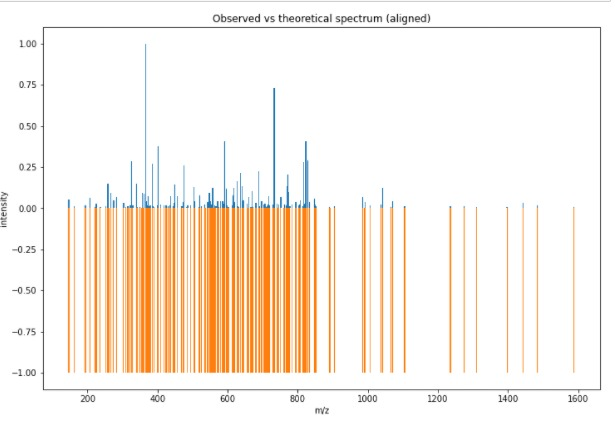 Observed vs theoretical spectrum (aligned)
1.00
0.75
0.50
0.25
0.00
−0.25
−0.50
−0.75
−1.00
intensity
200 400 600 800 1000 1200 1400 1600
m/z